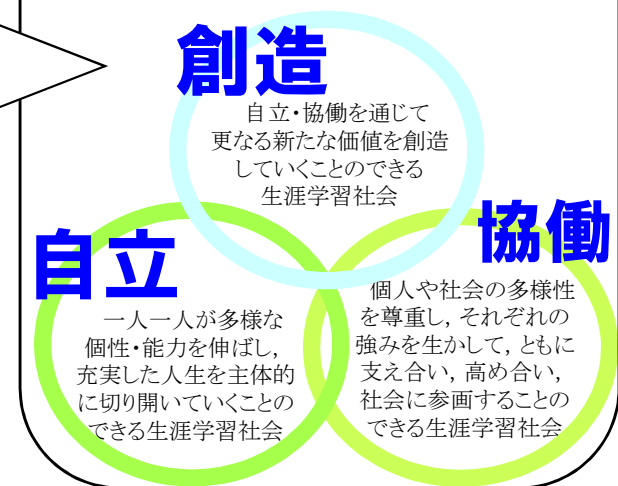 創造
自立・協働を通じて
更なる新たな価値を創造
していくことのできる
生涯学習社会
自立
一人一人が多様な
個性・能力を伸ばし,
充実した人生を主体的
に切り開いていくことの
できる生涯学習社会
協働
個人や社会の多様性
を尊重し, それぞれの
強みを生かして, ともに
支え合い, 高め合い,
社会に参画することの
できる生涯学習社会